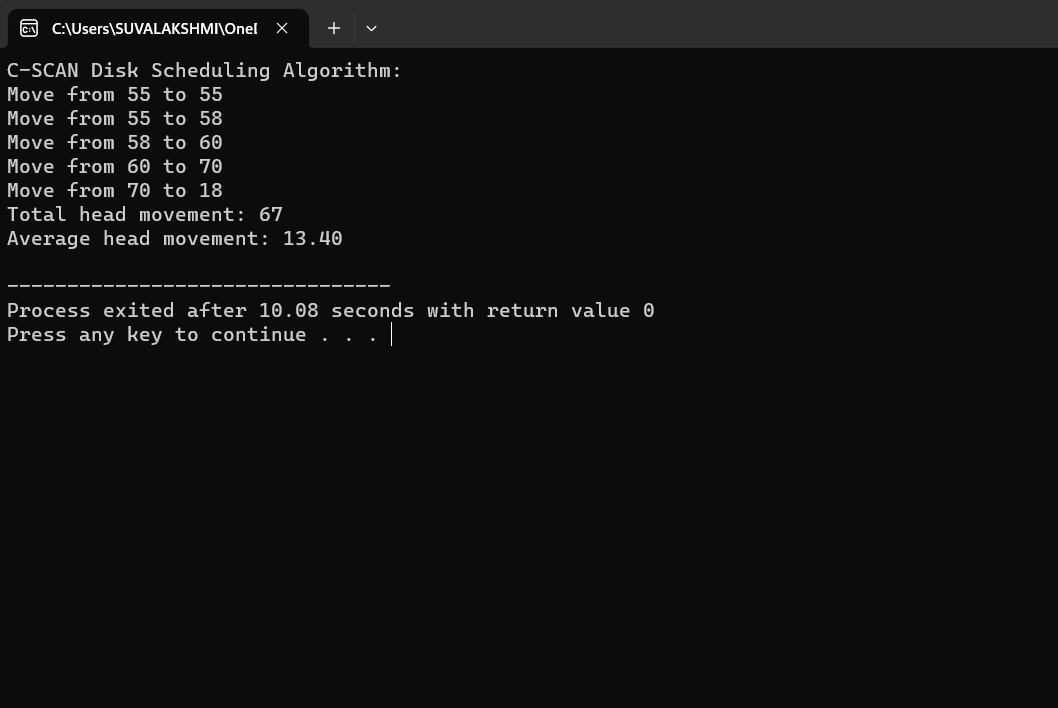 C:\Users\SUVALAKSHMI\OneD
C-SCAN Disk Scheduling Algorithm:
Move from 55 to 55
Move from 55 to 58
Move from 58 to 60
Move from 60 to 70
Move from 70 to 18
Total head movement: 67
Average head movement: 13.40
--------------------------------
Process exited after 10.08 seconds with return value 0
Press any key to continue . . .